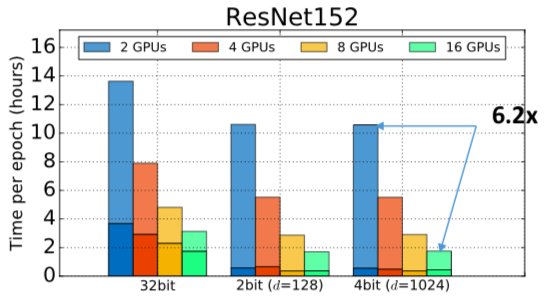 ResNet152
2 GPUs 4 GPUs 8 GPUs 16 GPUs
Time per epoch (hours)
16
14
12
10
8
6
4
2
0
6.2x
32bit 2bit (d=128) 4bit (d=1024)